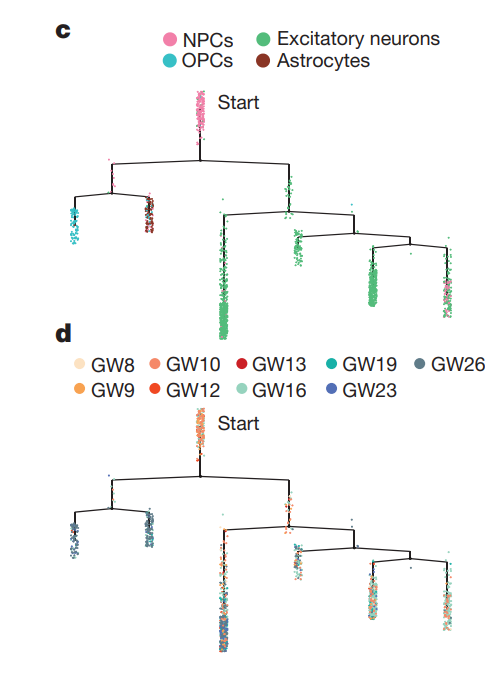 c
NPCs Excitatory neurons
OPCs Astrocytes
Start
d
GW8 GW10 GW13 GW19 GW26
GW9 GW12 GW16 GW23
Start